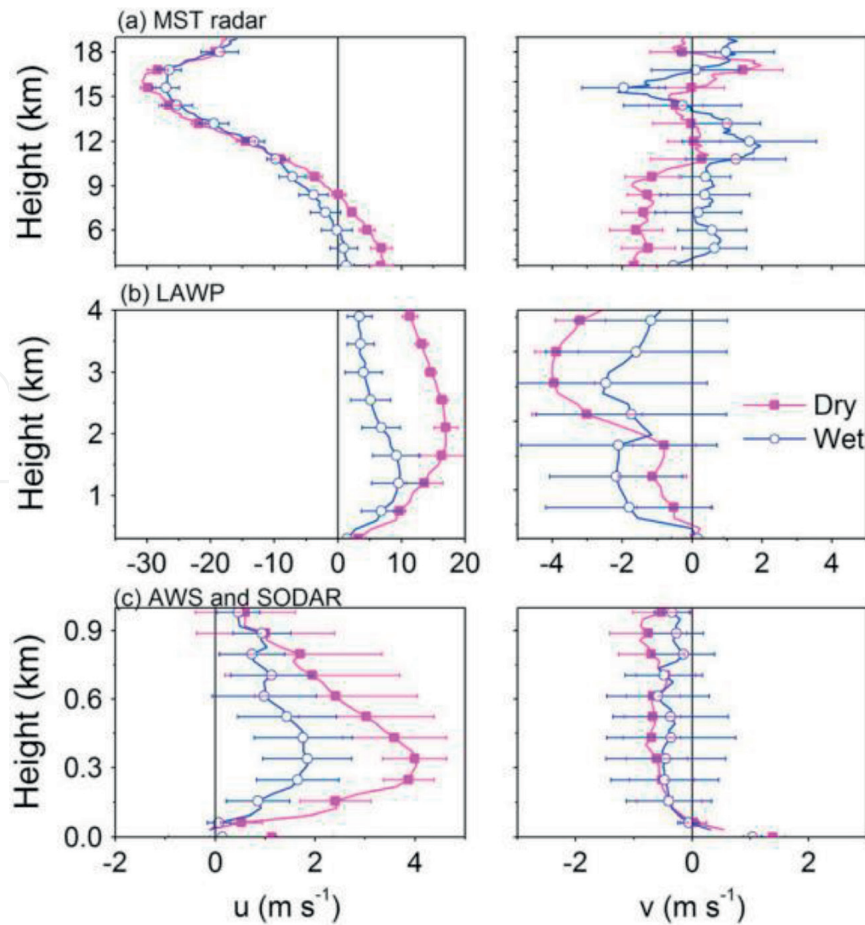 (a) MST radar
Height (km)
18
15
12
9
6
(b) LAWP
Height (km)
4
3
2
1
-30 -20 -10 0 10 20
-4 -2 0 2 4
Dry
Wet
(c) AWS and SODAR
Height (km)
0.9
0.6
0.3
0.0
-2 0 2 4
-2 0 2
u (m s⁻¹)
v (m s⁻¹)